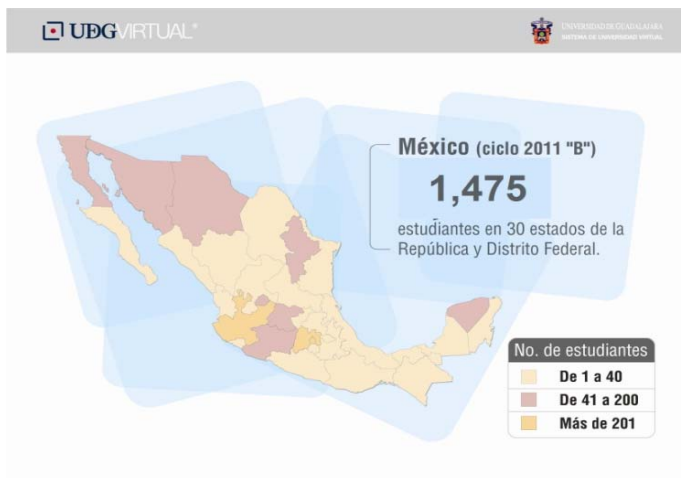 UDGVIRTUAL®
UNIVERSIDAD DE GUADALAJARA
SISTEMA DE UNIVERSIDAD VIRTUAL
México (ciclo 2011 "B")
1,475
estudiantes en 30 estados de la
República y Distrito Federal.
No. de estudiantes
De 1 a 40
De 41 a 200
Más de 201